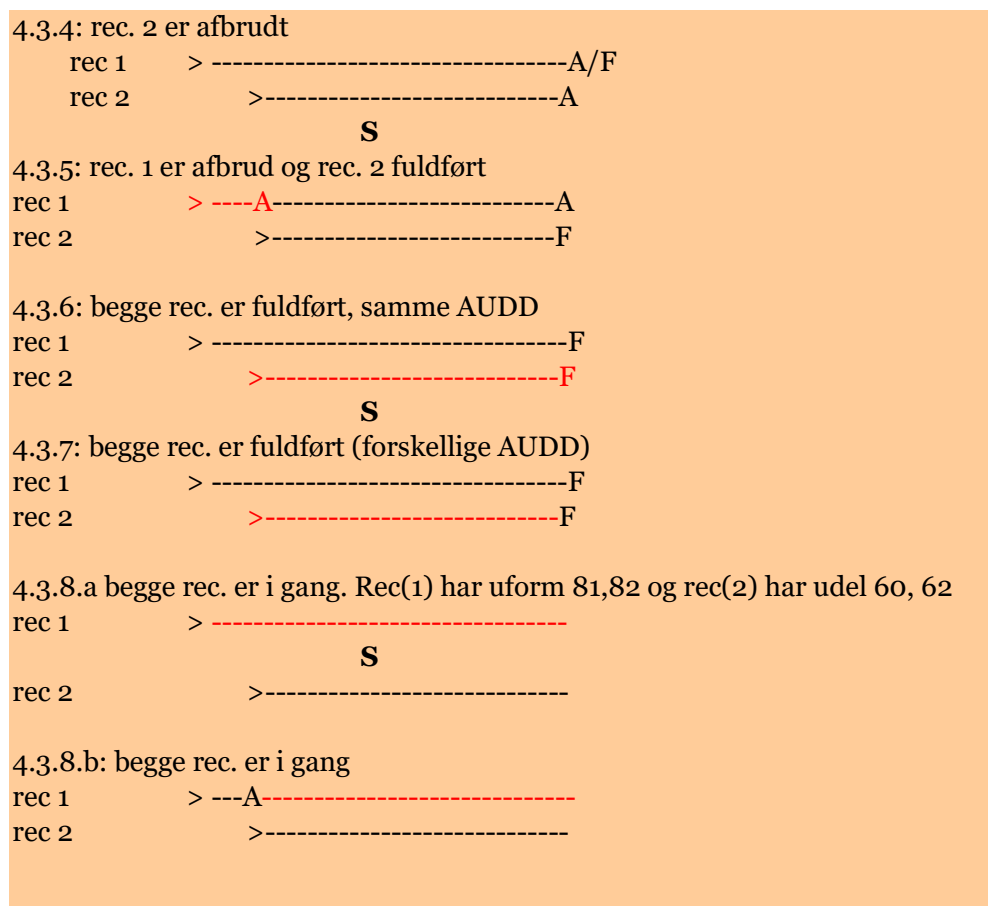 4.3.4: rec. 2 er afbrudt
rec 1 > ----------------------------------A/F
rec 2 >----------------------------A
S
4.3.5: rec. 1 er afbrud og rec. 2 fuldført
rec 1 > ----A---------------------------A
rec 2 >---------------------------F
4.3.6: begge rec. er fuldført, samme AUDD
rec 1 > ----------------------------------F
rec 2 >----------------------------F
S
4.3.7: begge rec. er fuldført (forskellige AUDD)
rec 1 > ----------------------------------F
rec 2 >----------------------------F
4.3.8.a begge rec. er i gang. Rec(1) har uform 81,82 og rec(2) har udel 60, 62
rec 1 > ----------------------------------
S
rec 2 >-----------------------------
4.3.8.b: begge rec. er i gang
rec 1 > ---A------------------------------
rec 2 >-----------------------------